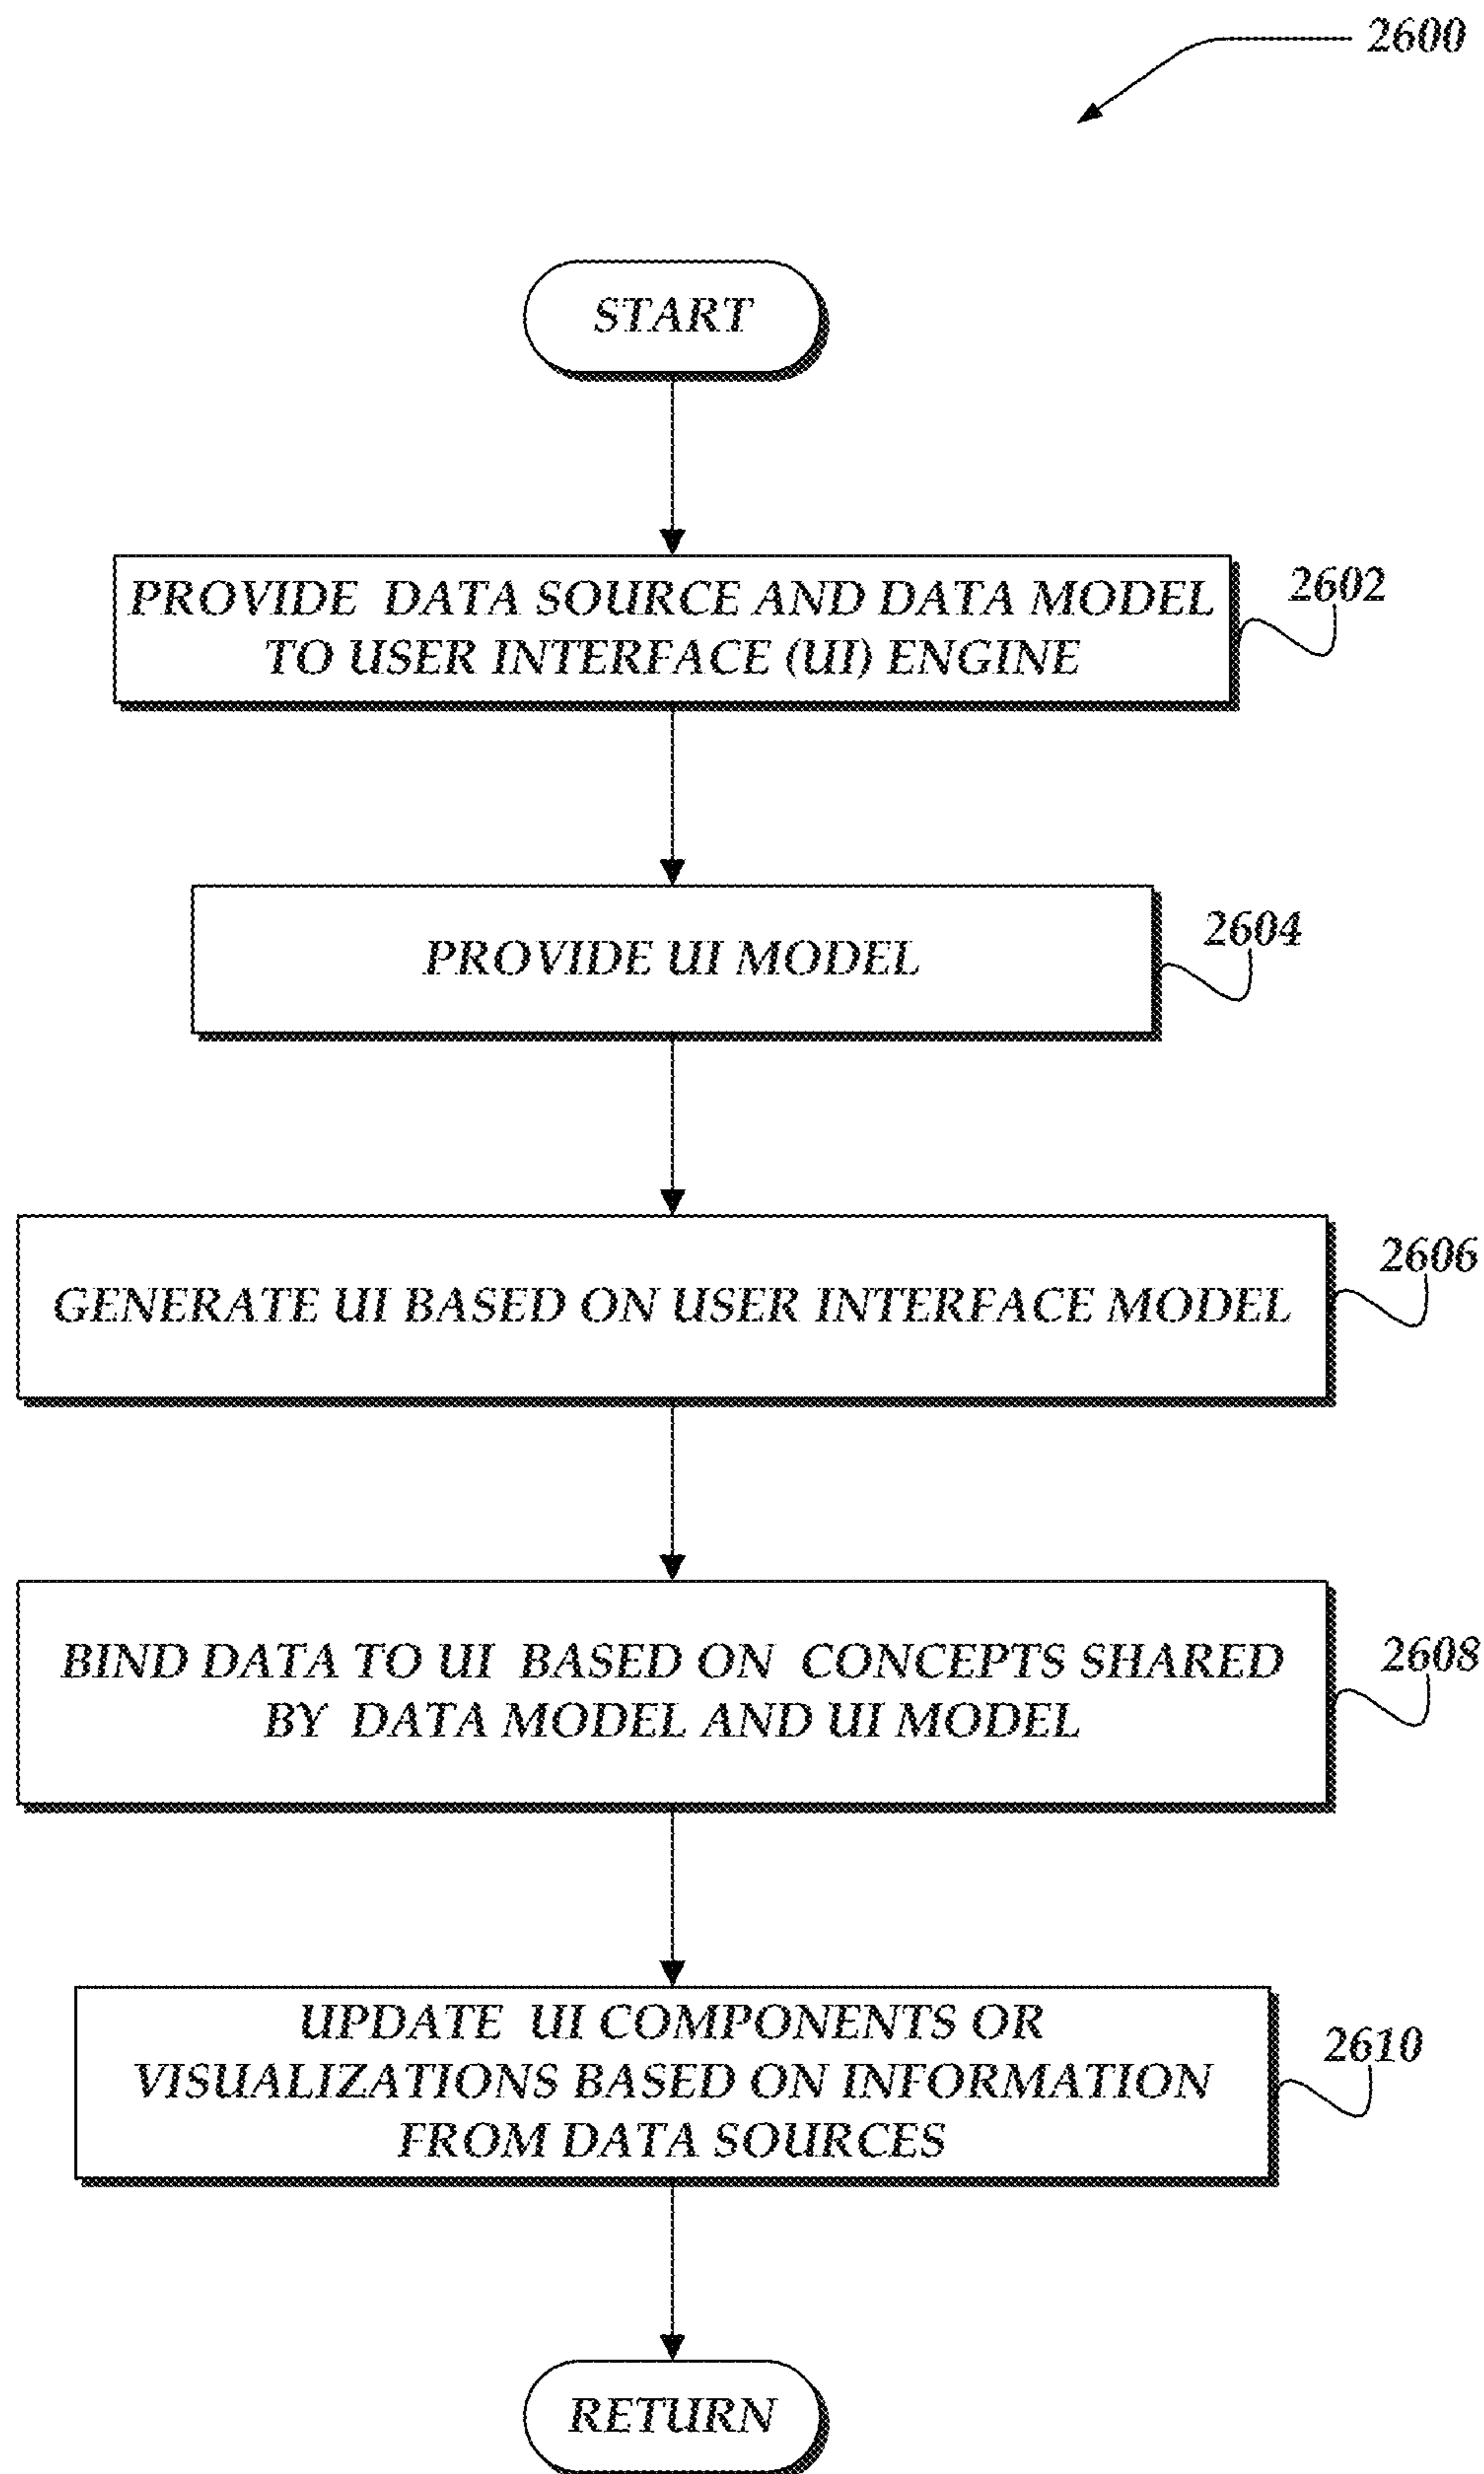 2600
START
PROVIDE DATA SOURCE AND DATA MODEL
TO USER INTERFACE (UI) ENGINE
2602
PROVIDE UI MODEL
2604
GENERATE UI BASED ON USER INTERFACE MODEL
2606
BIND DATA TO UI BASED ON CONCEPTS SHARED
BY DATA MODEL AND UI MODEL
2608
UPDATE UI COMPONENTS OR
VISUALIZATIONS BASED ON INFORMATION
FROM DATA SOURCES
2610
RETURN